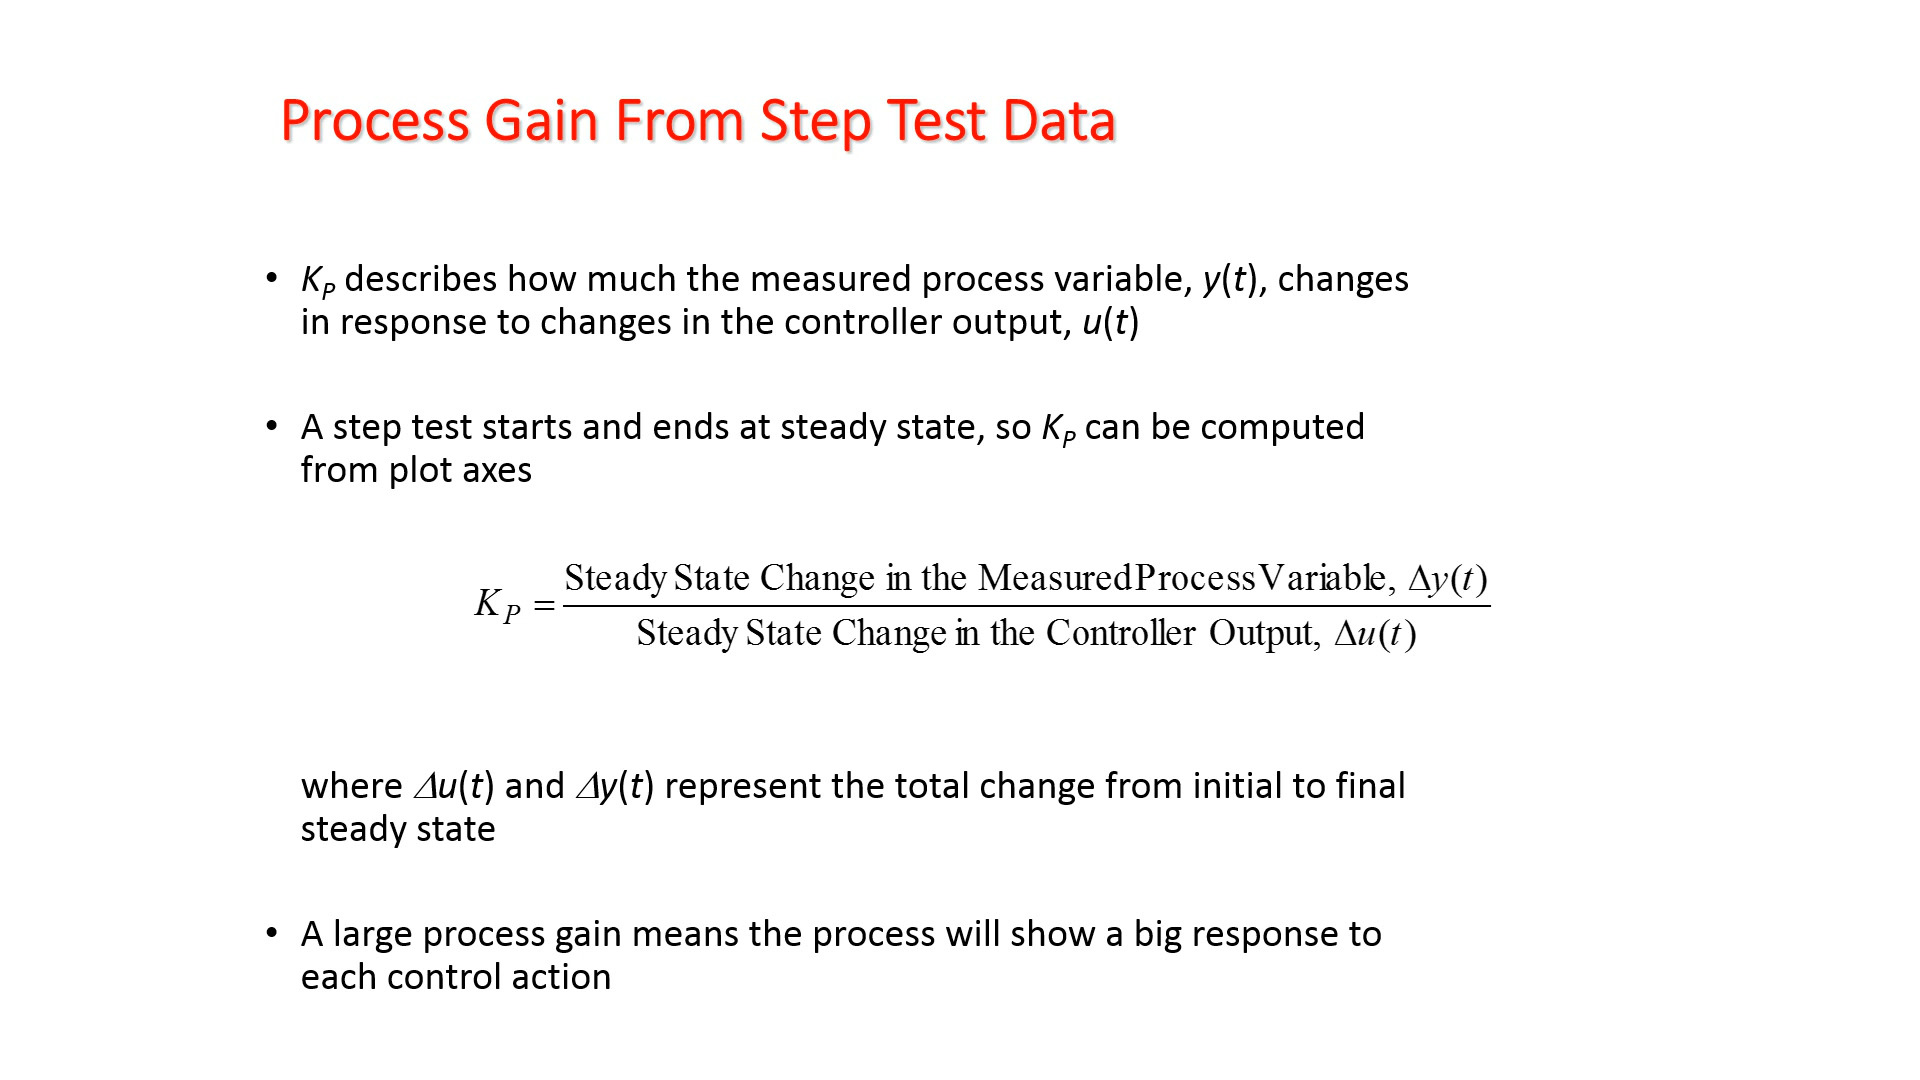 Process Gain From Step Test Data
• K_P describes how much the measured process variable, y(t), changes
in response to changes in the controller output, u(t)
• A step test starts and ends at steady state, so K_P can be computed
from plot axes
K_P = Steady State Change in the Measured Process Variable, Δy(t)
Steady State Change in the Controller Output, Δu(t)
where Δu(t) and Δy(t) represent the total change from initial to final
steady state
• A large process gain means the process will show a big response to
each control action